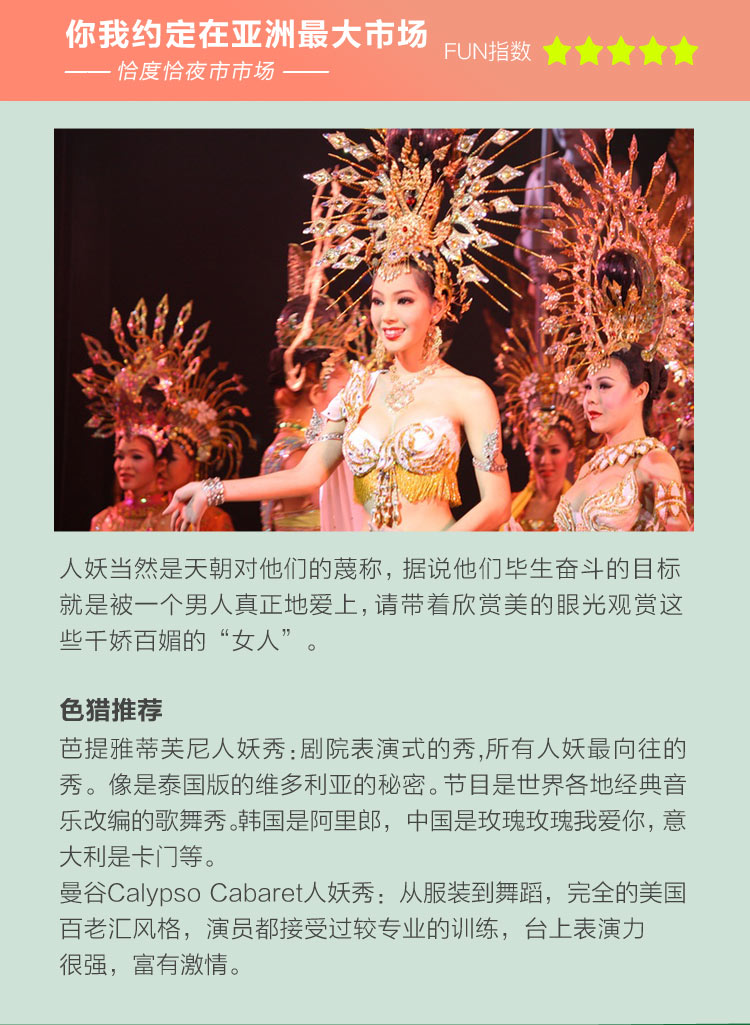 你我约定在亚洲最大市场
—— 恰度恰夜市市场 ——
FUN指数
人妖当然是天朝对他们的蔑称，据说他们毕生奋斗的目标
就是被一个男人真正地爱上，请带着欣赏美的眼光观赏这
些千娇百媚的“女人”。
色猎推荐
芭提雅蒂芙尼人妖秀：剧院表演式的秀,所有人妖最向往的
秀。像是泰国版的维多利亚的秘密。节目是世界各地经典音
乐改编的歌舞秀。韩国是阿里郎，中国是玫瑰玫瑰我爱你，意
大利是卡门等。
曼谷Calypso Cabaret人妖秀：从服装到舞蹈，完全的美国
百老汇风格，演员都接受过较专业的训练，台上表演力
很强，富有激情。